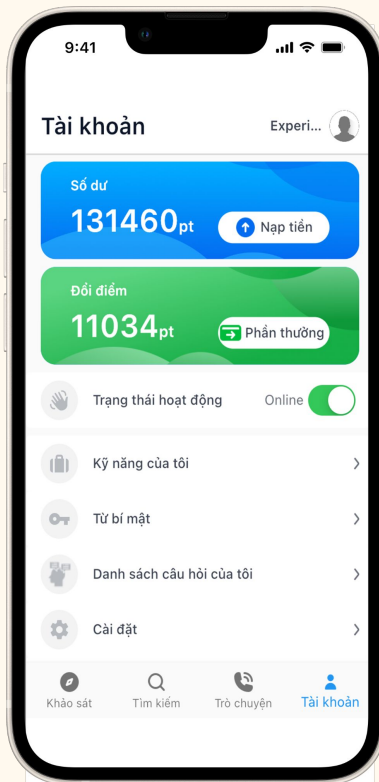 9:41
Tài khoản
Experi...
Số dư
131460pt
Nạp tiền
Đổi điểm
11034pt
Phần thưởng
Trạng thái hoạt động
Online
Kỹ năng của tôi
Từ bí mật
Danh sách câu hỏi của tôi
Cài đặt
Khảo sát
Tìm kiếm
Trò chuyện
Tài khoản